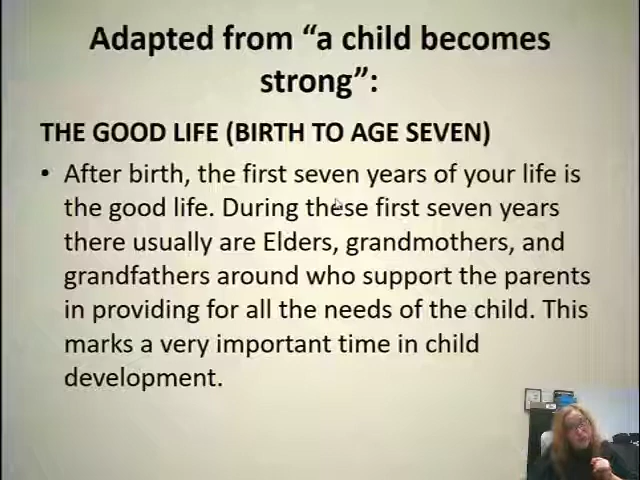 Adapted from “a child becomes
strong”:
THE GOOD LIFE (BIRTH TO AGE SEVEN)
• After birth, the first seven years of your life is
the good life. During these first seven years
there usually are Elders, grandmothers, and
grandfathers around who support the parents
in providing for all the needs of the child. This
marks a very important time in child
development.